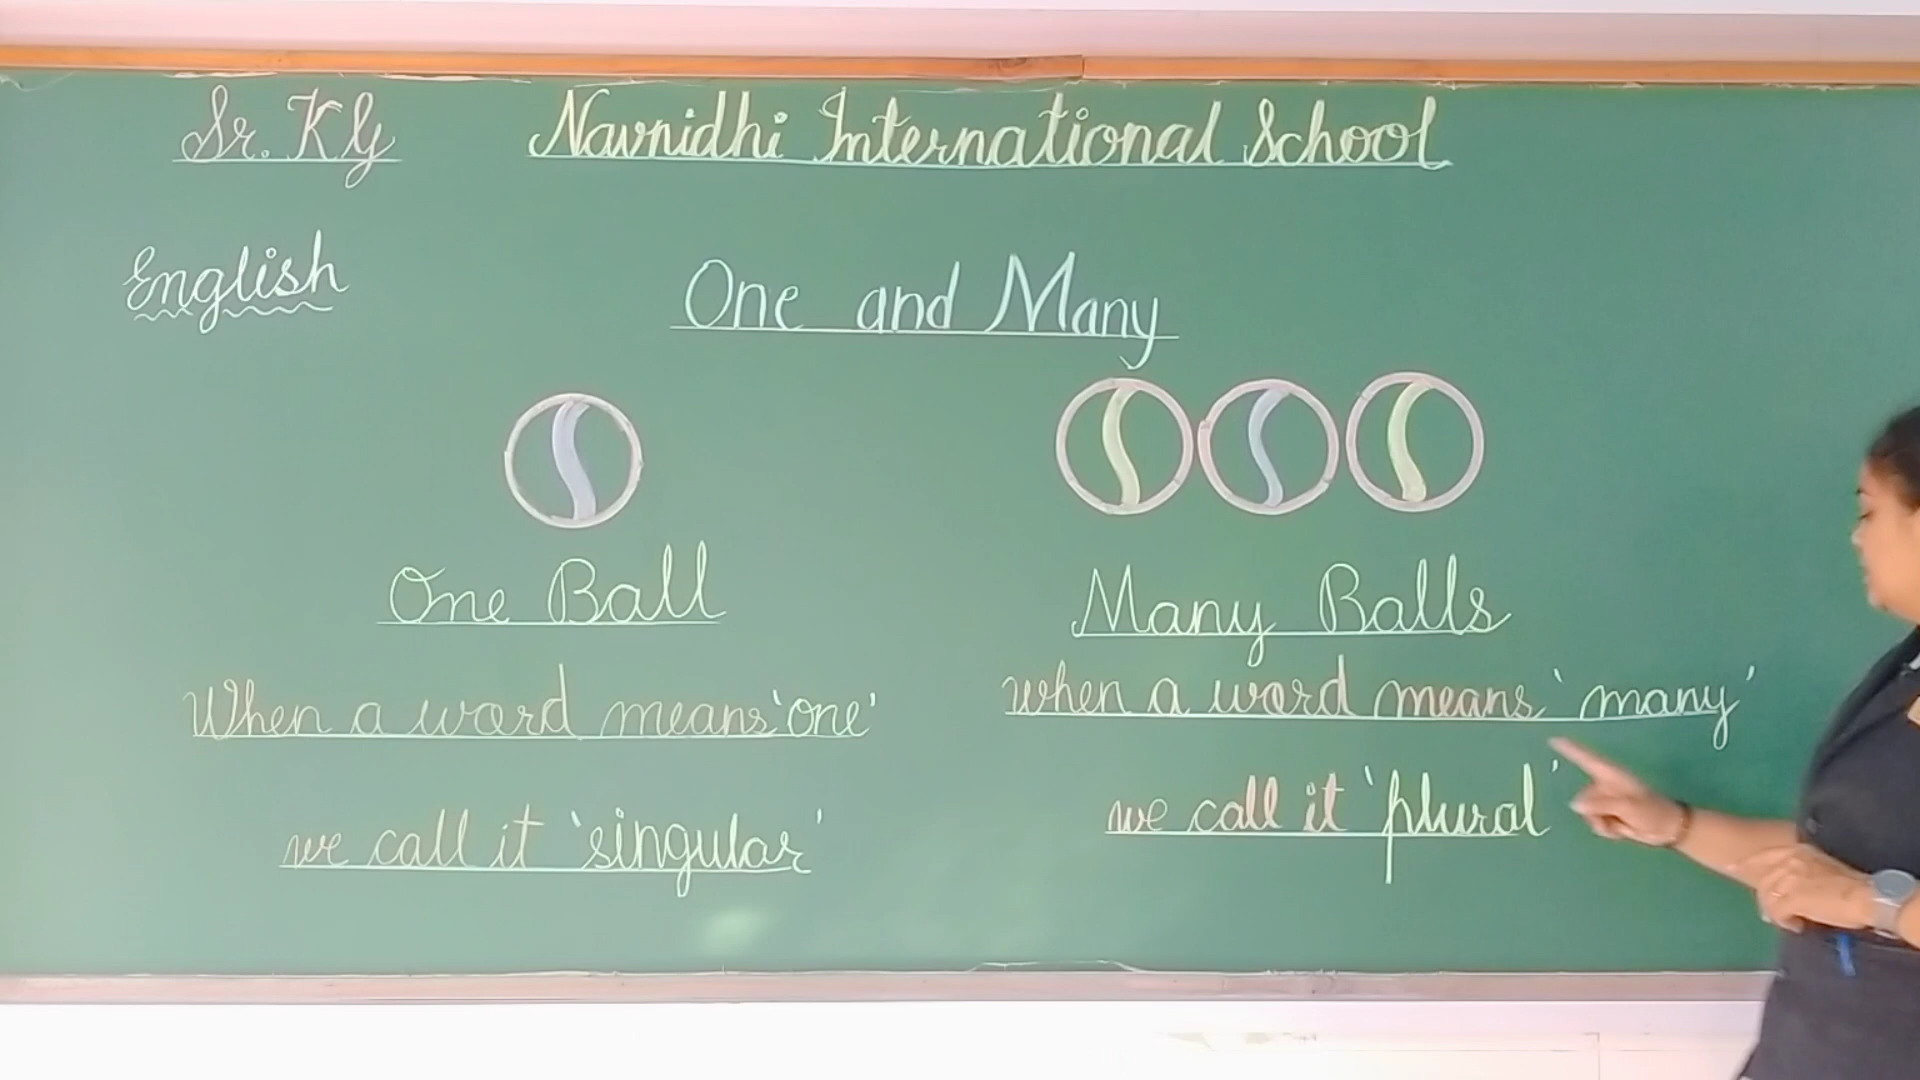 Sr. KG
Navnidhi International School
English
One and Many
One Ball
When a word means 'one'
we call it 'singular'
Many Balls
when a word means 'many'
we call it 'plural'